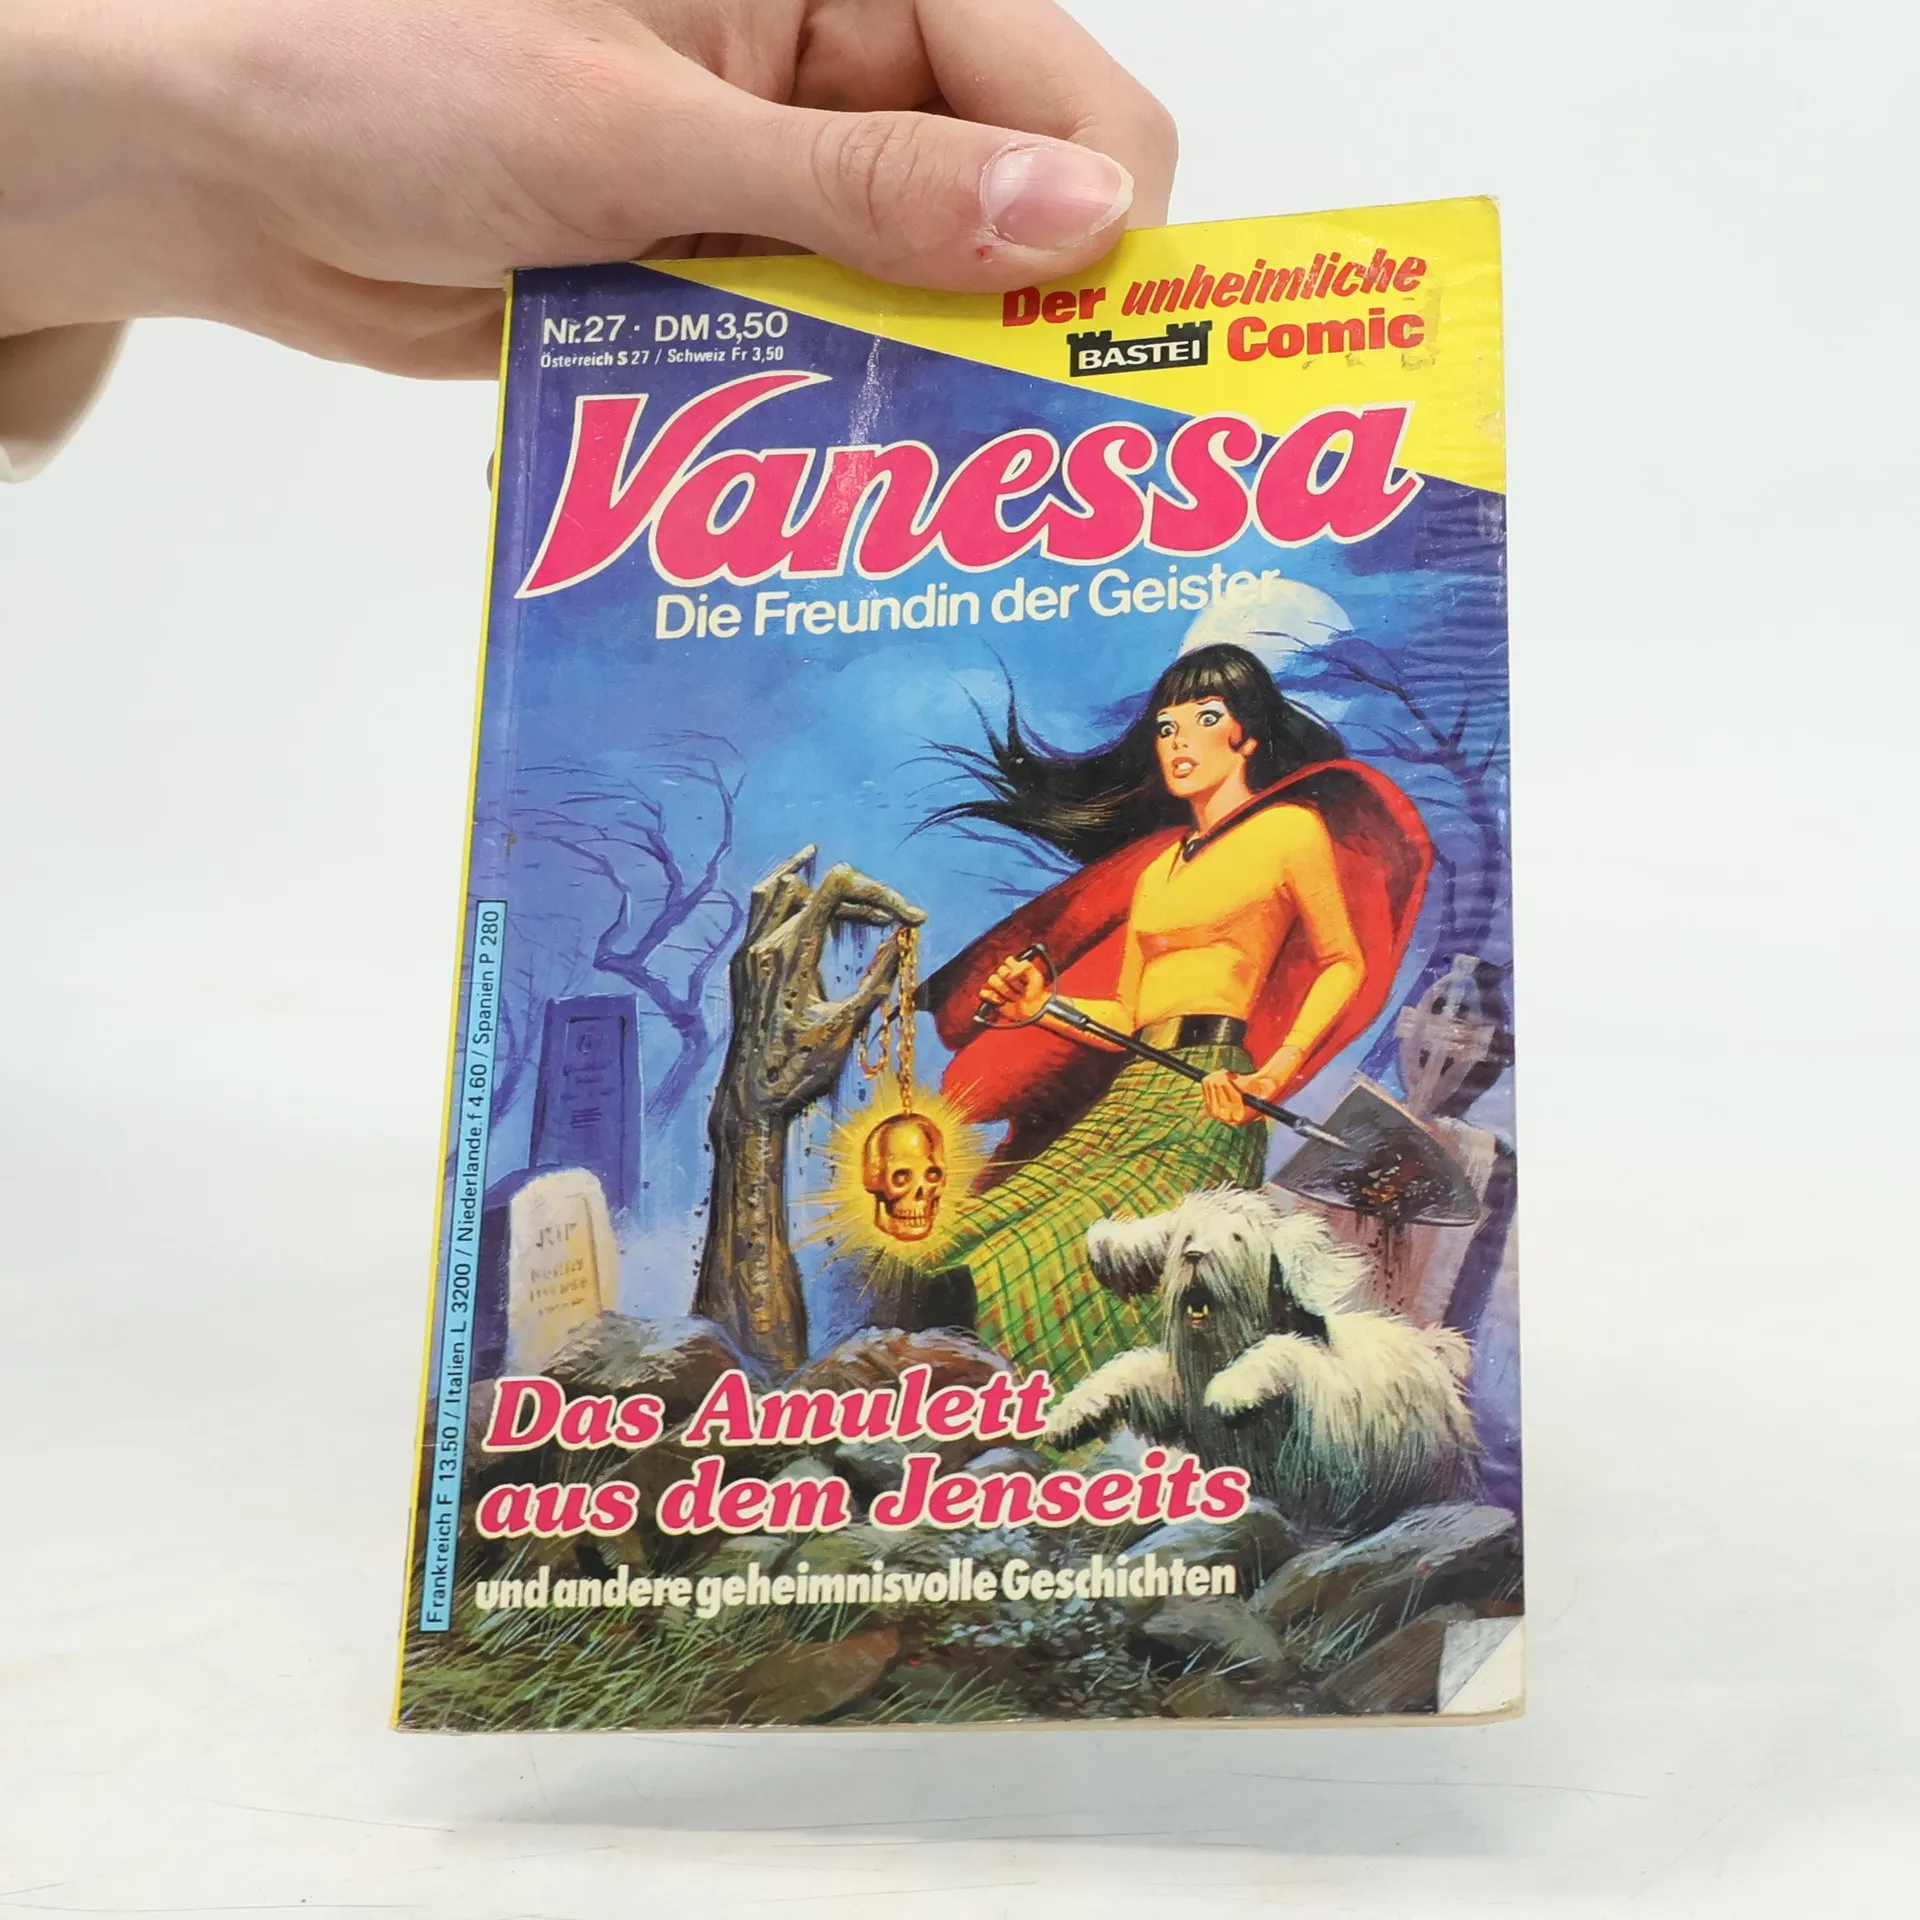 Nr.27 · DM 3,50
Österreich S 27 / Schweiz Fr 3,50
Der unheimliche
BASTEI Comic
Vanessa
Die Freundin der Geister
Frankreich F 13.50 / Italien L 3200 / Niederlande.f 4.60 / Spanien P 280
Das Amulett
aus dem Jenseits
und andere geheimnisvolle Geschichten